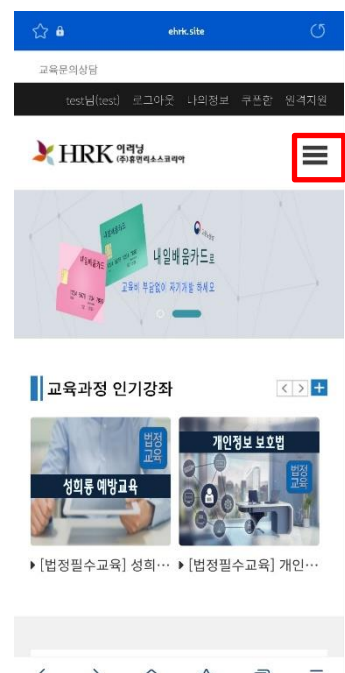 ehrk.site
교육문의상담
test님(test) 로그아웃 나의정보 쿠폰함 원격지원
HRK 이러닝
(주)휴먼리소스코리아
내일배움카드로
교육비 부담없이 자기개발 하세요
교육과정 인기강좌
법정
교육
성희롱 예방교육
개인정보 보호법
법정
교육
[법정필수교육] 성희… [법정필수교육] 개인…